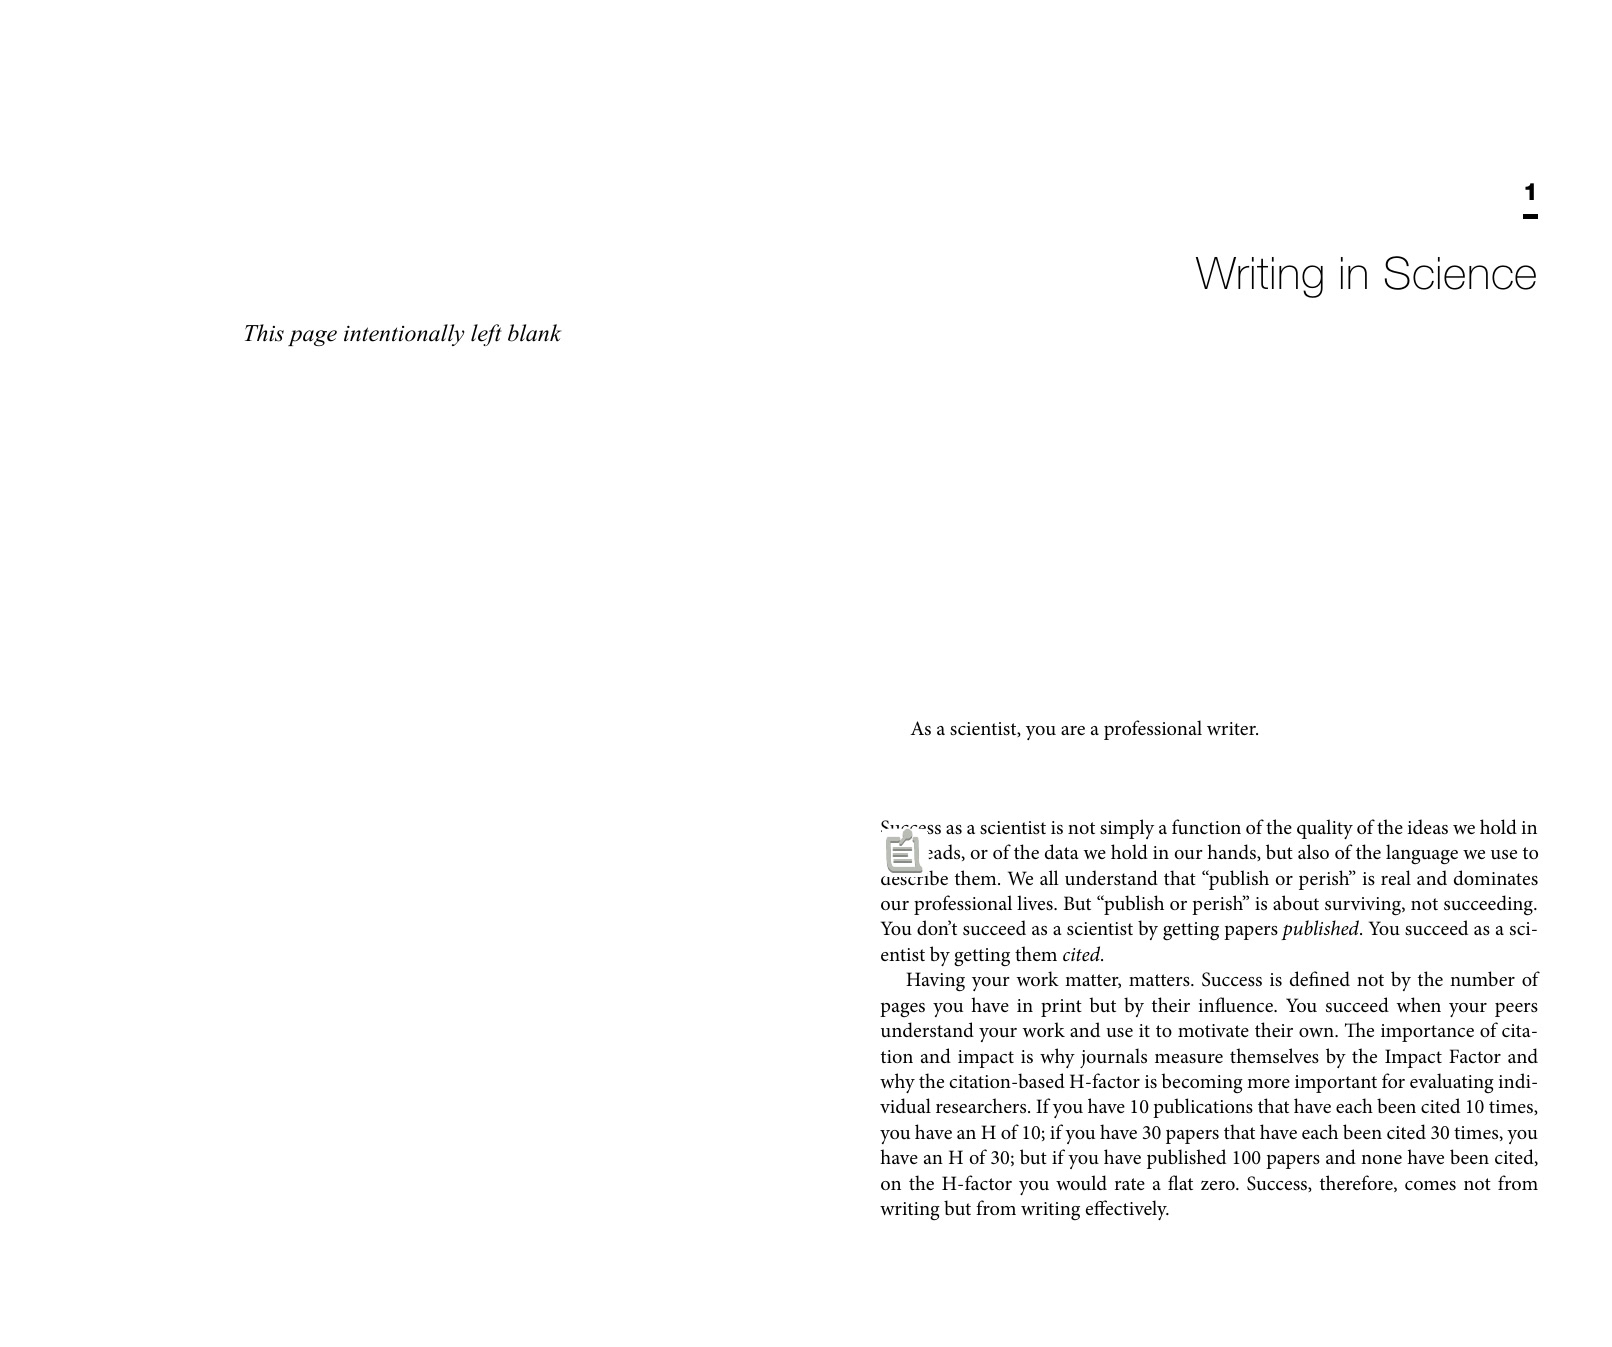 This page intentionally left blank
1
Writing in Science
As a scientist, you are a professional writer.
Success as a scientist is not simply a function of the quality of the ideas we hold in
eads, or of the data we hold in our hands, but also of the language we use to
describe them. We all understand that “publish or perish” is real and dominates
our professional lives. But “publish or perish” is about surviving, not succeeding.
You don’t succeed as a scientist by getting papers published. You succeed as a sci-
entist by getting them cited.
Having your work matter, matters. Success is defined not by the number of
pages you have in print but by their influence. You succeed when your peers
understand your work and use it to motivate their own. The importance of cita-
tion and impact is why journals measure themselves by the Impact Factor and
why the citation-based H-factor is becoming more important for evaluating indi-
vidual researchers. If you have 10 publications that have each been cited 10 times,
you have an H of 10; if you have 30 papers that have each been cited 30 times, you
have an H of 30; but if you have published 100 papers and none have been cited,
on the H-factor you would rate a flat zero. Success, therefore, comes not from
writing but from writing effectively.